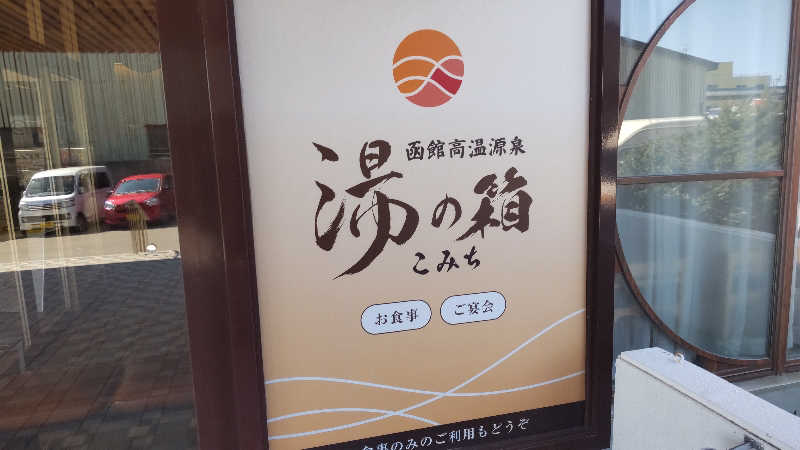 函館高温源泉
湯の箱
こみち
お食事
ご宴会
食事のみのご利用もどうぞ